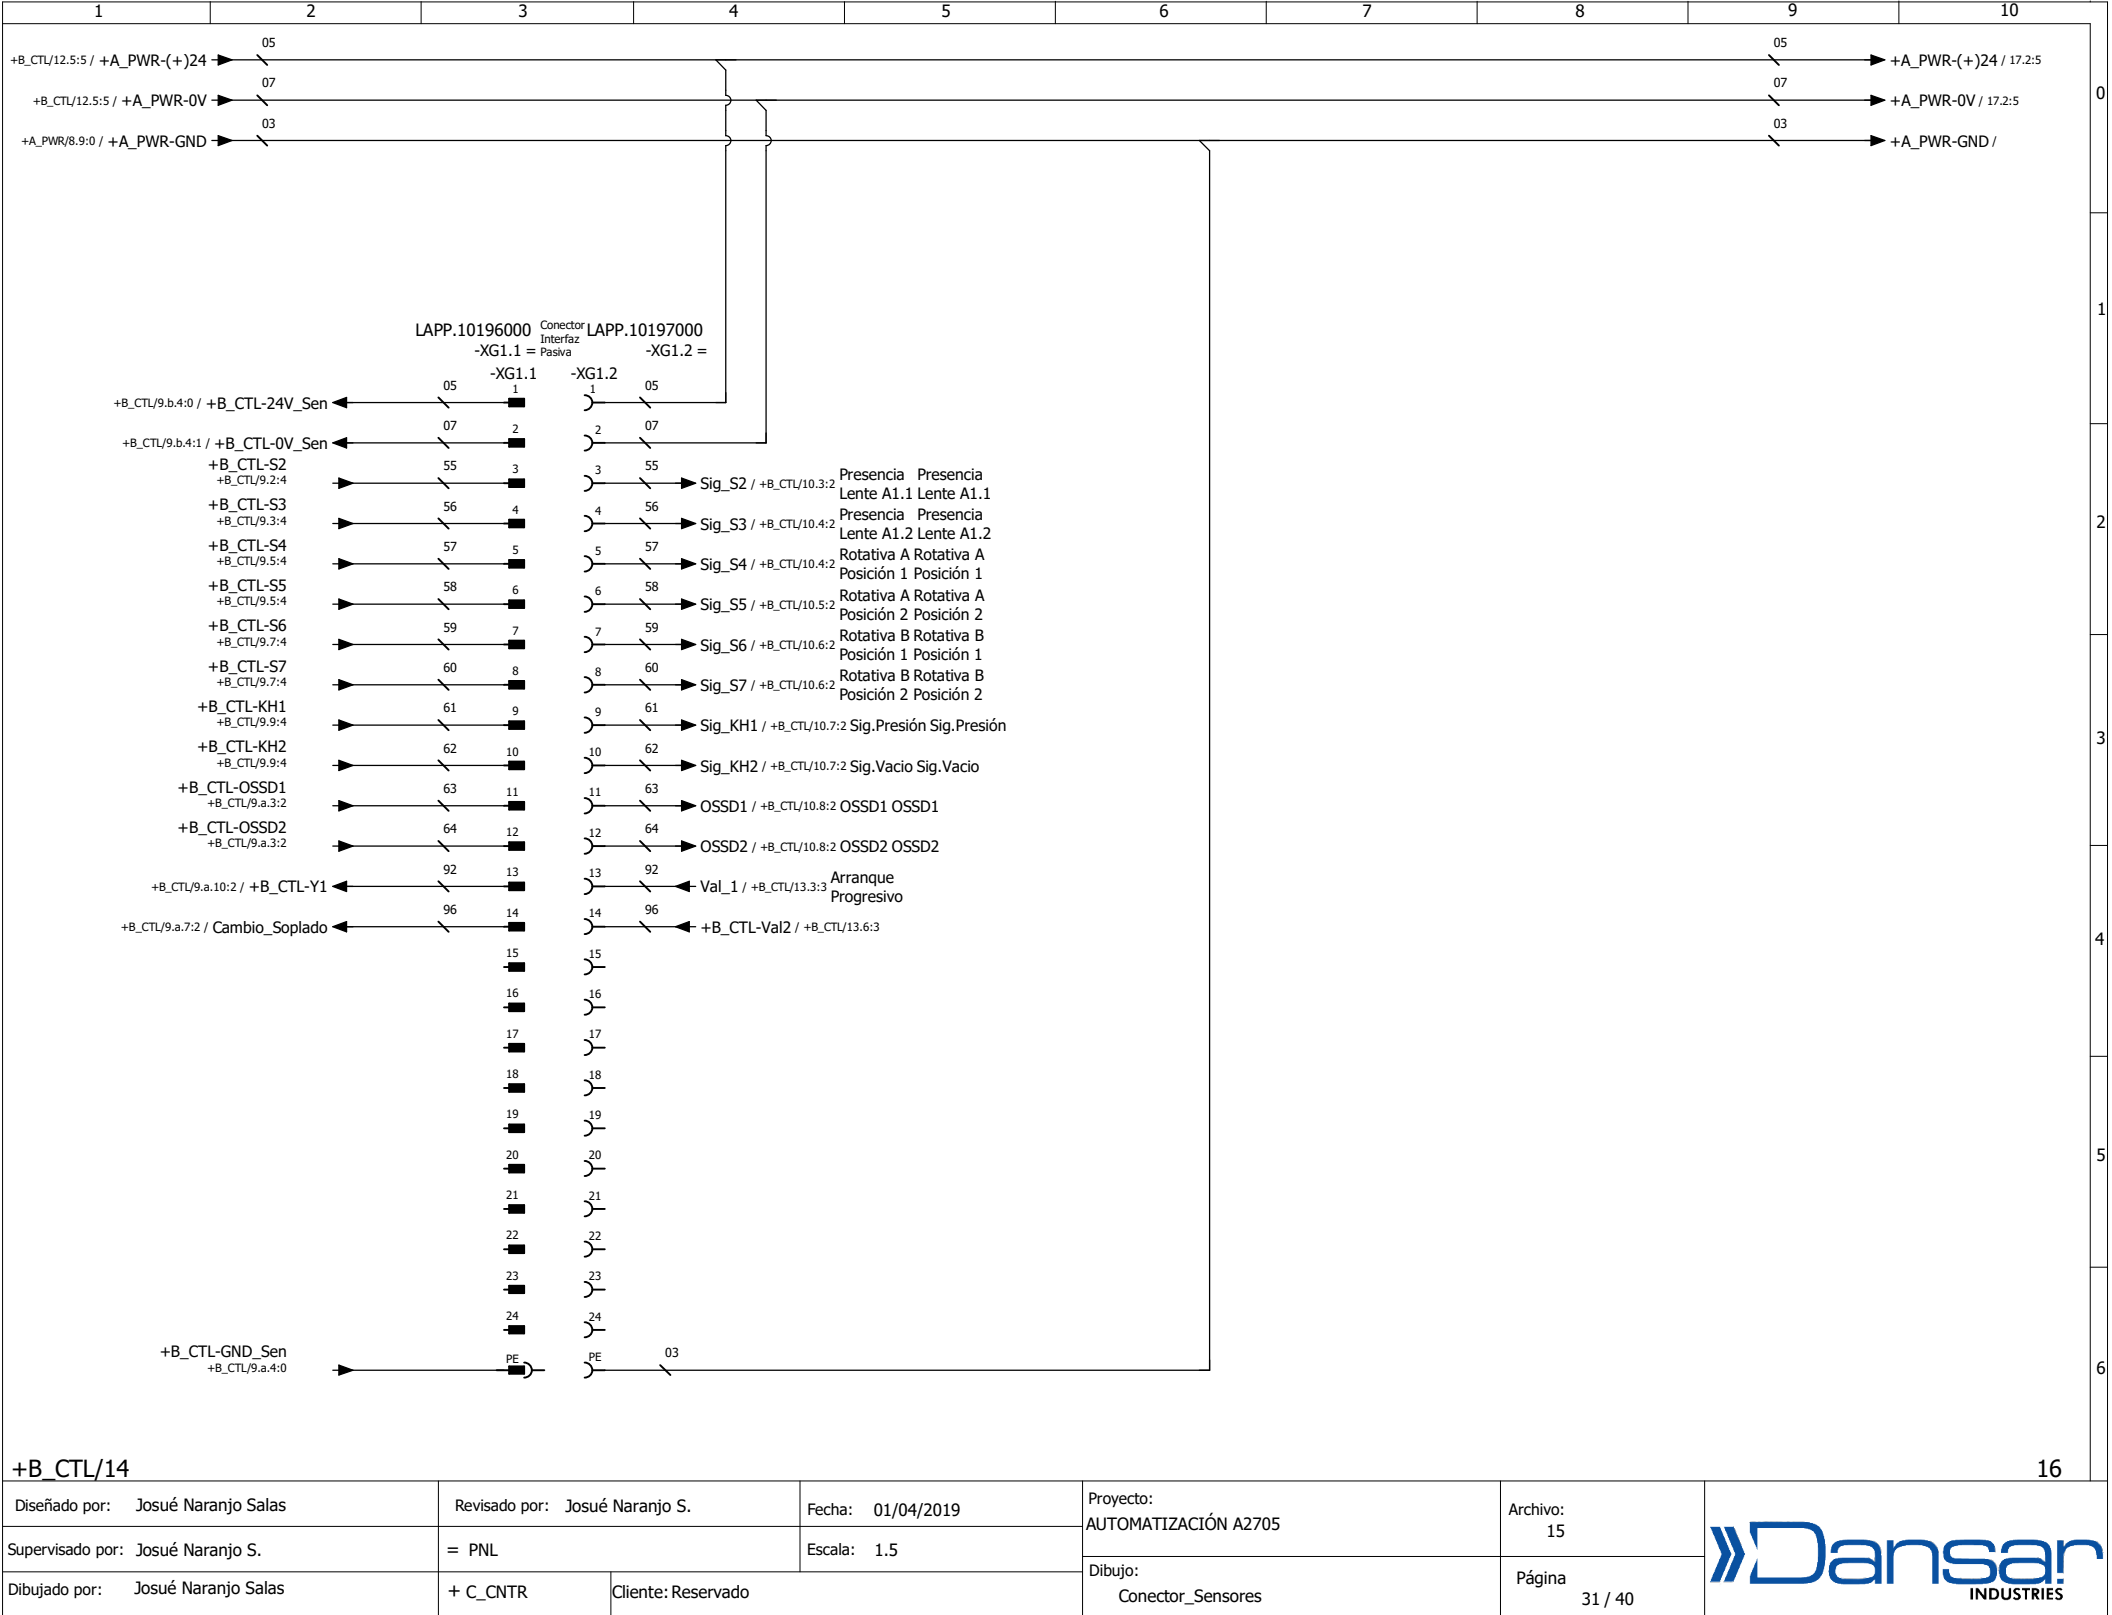 1 2 3 4 5 6 7 8 9 10
05 05
+B_CTL/12.5:5 / +A_PWR-(+)24 +A_PWR-(+)24 / 17.2:5
07 07
+B_CTL/12.5:5 / +A_PWR-0V +A_PWR-0V / 17.2:5
0
03 03
+A_PWR/8.9:0 / +A_PWR-GND +A_PWR-GND /
1
LAPP.10196000 Conector Interfaz Pasiva LAPP.10197000
-XG1.1 = -XG1.2 =
-XG1.1 -XG1.2
05 1 1 05
+B_CTL/9.b.4:0 / +B_CTL-24V_Sen
07 2 2 07
+B_CTL/9.b.4:1 / +B_CTL-0V_Sen
+B_CTL-S2 55 3 3 55
+B_CTL/9.2:4 Sig_S2 / +B_CTL/10.3:2 Presencia Presencia
Lente A1.1 Lente A1.1
+B_CTL-S3 56 4 4 56
+B_CTL/9.3:4 Sig_S3 / +B_CTL/10.4:2 Presencia Presencia
Lente A1.2 Lente A1.2
2
+B_CTL-S4 57 5 5 57
+B_CTL/9.5:4 Sig_S4 / +B_CTL/10.4:2 Rotativa A Rotativa A
Posición 1 Posición 1
+B_CTL-S5 58 6 6 58
+B_CTL/9.5:4 Sig_S5 / +B_CTL/10.5:2 Rotativa A Rotativa A
Posición 2 Posición 2
+B_CTL-S6 59 7 7 59
+B_CTL/9.7:4 Sig_S6 / +B_CTL/10.6:2 Rotativa B Rotativa B
Posición 1 Posición 1
+B_CTL-S7 60 8 8 60
+B_CTL/9.7:4 Sig_S7 / +B_CTL/10.6:2 Rotativa B Rotativa B
Posición 2 Posición 2
+B_CTL-KH1 61 9 9 61
+B_CTL/9.9:4 Sig_KH1 / +B_CTL/10.7:2 Sig.Presión Sig.Presión
3
+B_CTL-KH2 62 10 10 62
+B_CTL/9.9:4 Sig_KH2 / +B_CTL/10.7:2 Sig.Vacio Sig.Vacio
+B_CTL-OSSD1 63 11 11 63
+B_CTL/9.a.3:2 OSSD1 / +B_CTL/10.8:2 OSSD1 OSSD1
+B_CTL-OSSD2 64 12 12 64
+B_CTL/9.a.3:2 OSSD2 / +B_CTL/10.8:2 OSSD2 OSSD2
92 13 13 92
+B_CTL/9.a.10:2 / +B_CTL-Y1 Val_1 / +B_CTL/13.3:3 Arranque
Progresivo
96 14 14 96
+B_CTL/9.a.7:2 / Cambio_Soplado +B_CTL-Val2 / +B_CTL/13.6:3
4
15 15
16 16
17 17
18 18
19 19
20 20
5
21 21
22 22
23 23
24 24
+B_CTL-GND_Sen PE PE 03
+B_CTL/9.a.4:0
6
+B_CTL/14 16
Diseñado por: Josué Naranjo Salas
Revisado por: Josué Naranjo S.
Fecha: 01/04/2019
Proyecto:
AUTOMATIZACIÓN A2705
Archivo:
15
Supervisado por: Josué Naranjo S.
= PNL
Escala: 1.5
Dibujado por: Josué Naranjo Salas
+ C_CNTR
Cliente: Reservado
Dibujo:
Conector_Sensores
Página
31 / 40
Dansar
INDUSTRIES